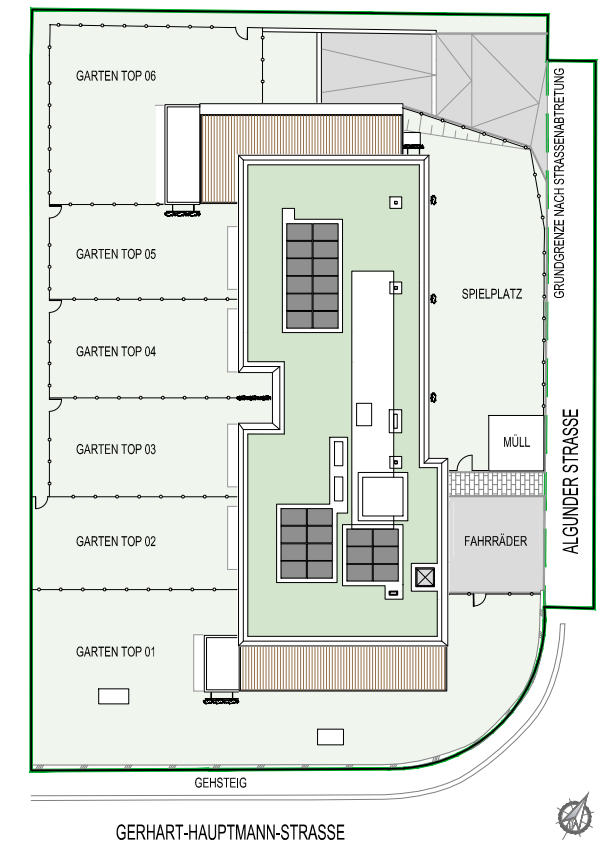 GARTEN TOP 06
GRUNDGRENZE NACH STRASSENABTRETUNG
GARTEN TOP 05
SPIELPLATZ
GARTEN TOP 04
GARTEN TOP 03
MÜLL
ALGUNDER STRASSE
GARTEN TOP 02
FAHRRÄDER
GARTEN TOP 01
GEHSTEIG
GERHART-HAUPTMANN-STRASSE